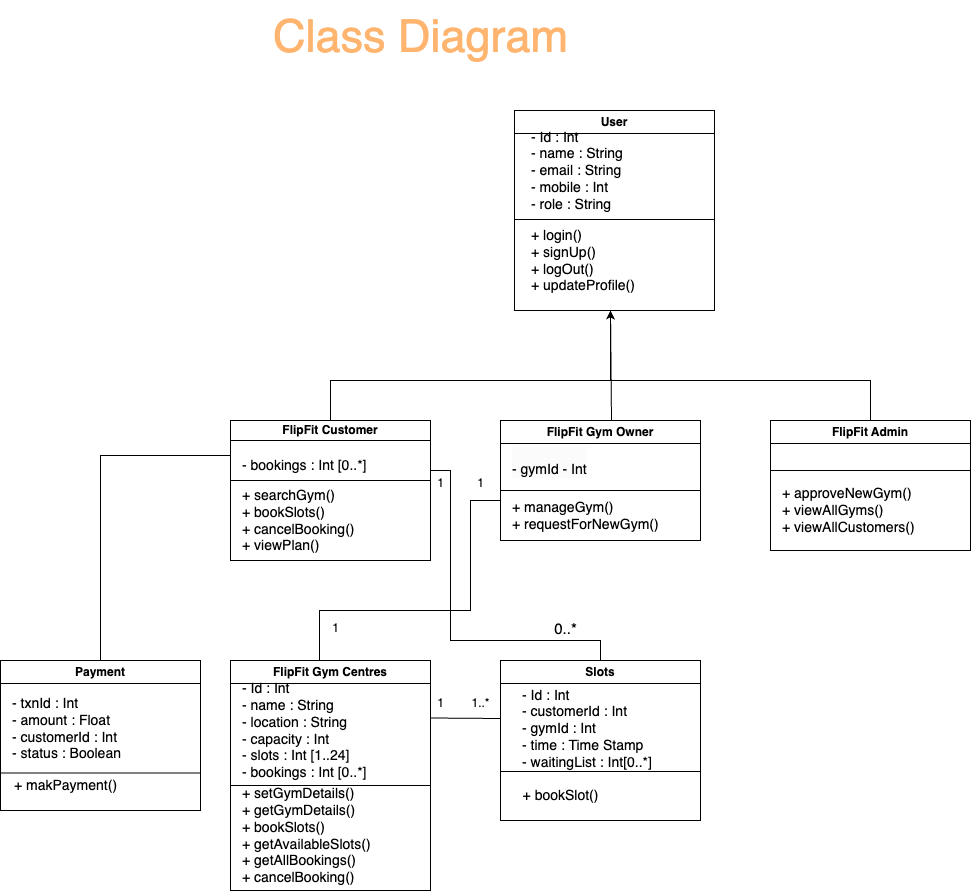 Class Diagram
User
- Id : Int
- name : String
- email : String
- mobile : Int
- role : String
+ login()
+ signUp()
+ logOut()
+ updateProfile()
FlipFit Customer
- bookings : Int [0..*]
+ searchGym()
+ bookSlots()
+ cancelBooking()
+ viewPlan()
FlipFit Gym Owner
- gymId - Int
+ manageGym()
+ requestForNewGym()
FlipFit Admin
+ approveNewGym()
+ viewAllGyms()
+ viewAllCustomers()
1
1
1
0..*
Payment
- txnId : Int
- amount : Float
- customerId : Int
- status : Boolean
+ makPayment()
FlipFit Gym Centres
- Id : Int
- name : String
- location : String
- capacity : Int
- slots : Int [1..24]
- bookings : Int [0..*]
+ setGymDetails()
+ getGymDetails()
+ bookSlots()
+ getAvailableSlots()
+ getAllBookings()
+ cancelBooking()
1
1..*
Slots
- Id : Int
- customerId : Int
- gymId : Int
- time : Time Stamp
- waitingList : Int[0..*]
+ bookSlot()